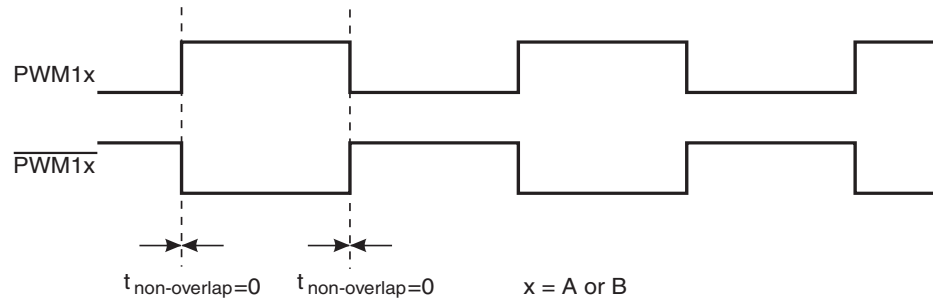 PWM1x
PWM1x
t non-overlap=0 t non-overlap=0 x = A or B